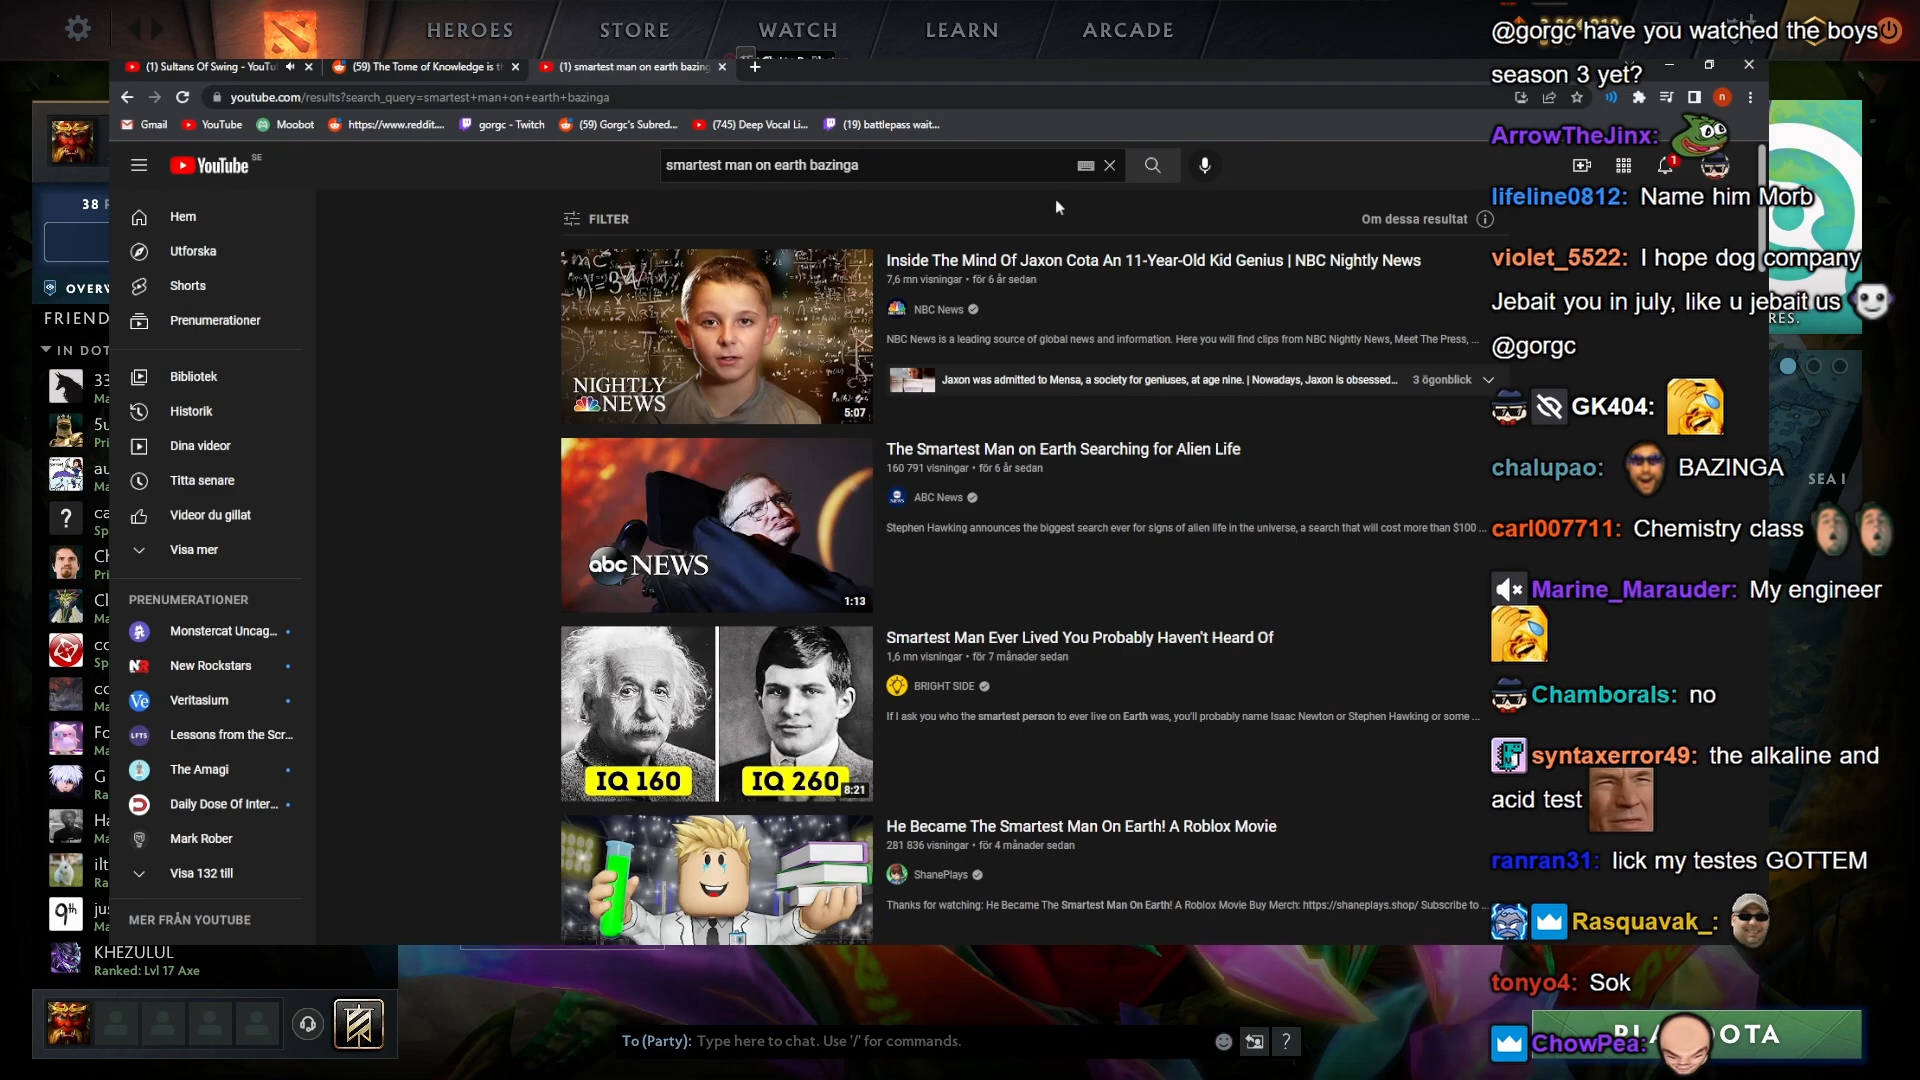 HEROES STORE WATCH LEARN ARCADE
(1) Sultans Of Swing - YouTu
(59) The Tome of Knowledge is t
(1) smartest man on earth bazing
youtube.com/results?search_query=smartest+man+on+earth+bazinga
Gmail YouTube Moobot https://www.reddit.... gorgc - Twitch (59) Gorgc's Subred... (745) Deep Vocal Li... (19) battlepass wait...
YouTube SE
smartest man on earth bazinga
1
Hem
Utforska
Shorts
Prenumerationer
Bibliotek
Historik
Dina videor
Titta senare
Videor du gillat
Visa mer
PRENUMERATIONER
Monstercat Uncag...
New Rockstars
Veritasium
Lessons from the Scr...
The Amagi
Daily Dose Of Inter...
Mark Rober
Visa 132 till
MER FRÅN YOUTUBE
FILTER
Om dessa resultat
NIGHTLY
NEWS
5:07
Inside The Mind Of Jaxon Cota An 11-Year-Old Kid Genius | NBC Nightly News
7,6 mn visningar • för 6 år sedan
NBC News
NBC News is a leading source of global news and information. Here you will find clips from NBC Nightly News, Meet The Press, ...
Jaxon was admitted to Mensa, a society for geniuses, at age nine. | Nowadays, Jaxon is obsessed... 3 ögonblick
abc NEWS
1:13
The Smartest Man on Earth Searching for Alien Life
160 791 visningar • för 6 år sedan
ABC News
Stephen Hawking announces the biggest search ever for signs of alien life in the universe, a search that will cost more than $100 ...
IQ 160
IQ 260
8:21
Smartest Man Ever Lived You Probably Haven't Heard Of
1,6 mn visningar • för 7 månader sedan
BRIGHT SIDE
If I ask you who the smartest person to ever live on Earth was, you'll probably name Isaac Newton or Stephen Hawking or some ...
He Became The Smartest Man On Earth! A Roblox Movie
281 836 visningar • för 4 månader sedan
ShanePlays
Thanks for watching: He Became The Smartest Man On Earth! A Roblox Movie Buy Merch: https://shaneplays.shop/ Subscribe to ...
38
OVERV
FRIEND
IN DOT
KHEZULUL
Ranked: Lvl 17 Axe
To (Party): Type here to chat. Use '/' for commands.
@gorgc have you watched the boys
season 3 yet?
ArrowTheJinx:
lifeline0812: Name him Morb
violet_5522: I hope dog company
Jebait you in july, like u jebait us
@gorgc
GK404:
chalupao: BAZINGA
carl007711: Chemistry class
Marine_Marauder: My engineer
Chamborals: no
syntaxerror49: the alkaline and
acid test
ranran31: lick my testes GOTTEM
Rasquavak_:
tonyo4: Sok
ChowPea: